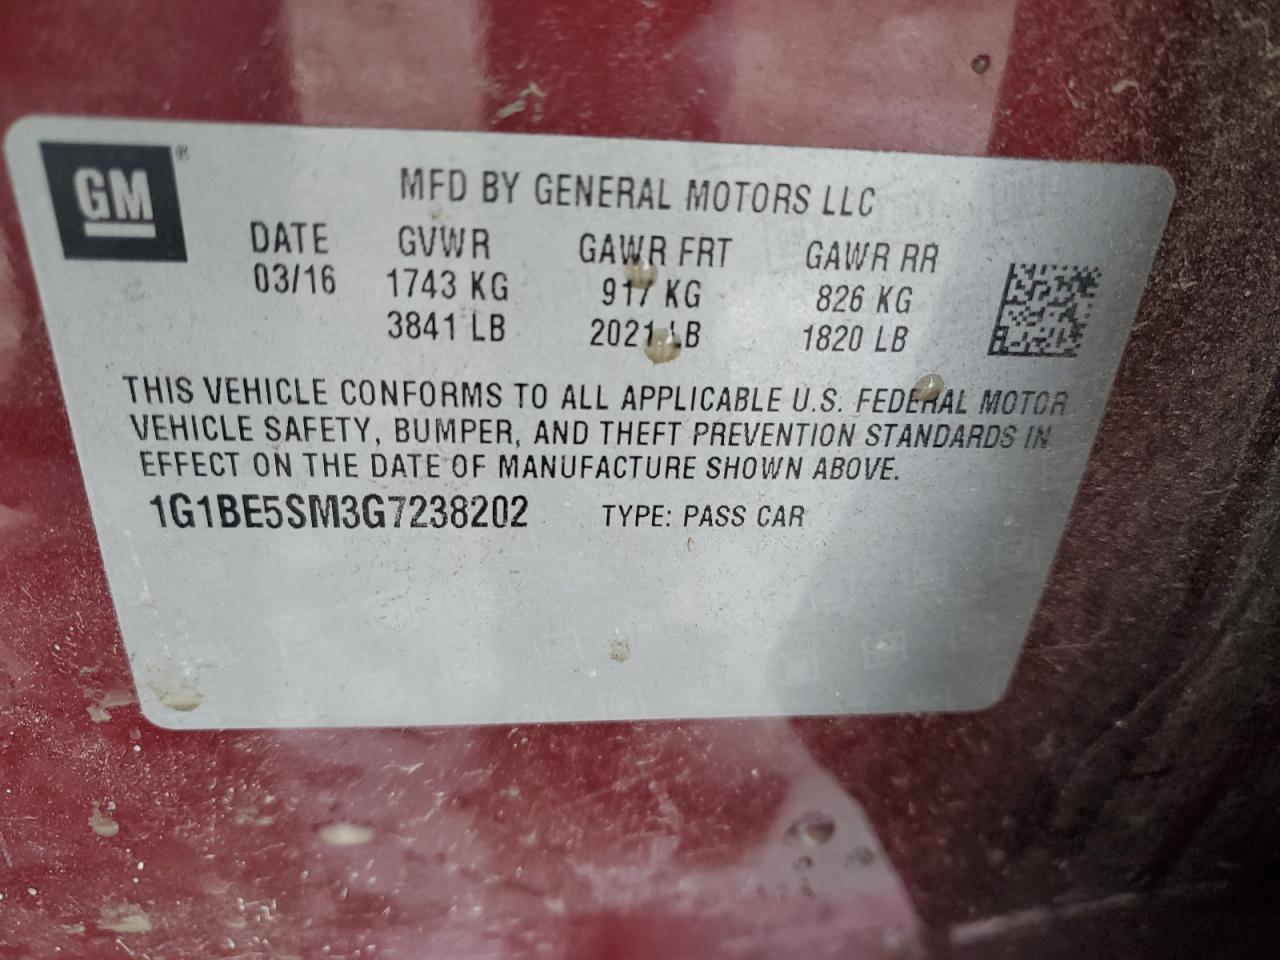 GM®
MFD BY GENERAL MOTORS LLC
DATE GVWR GAWR FRT GAWR RR
03/16 1743 KG 917 KG 826 KG
3841 LB 2021 LB 1820 LB
THIS VEHICLE CONFORMS TO ALL APPLICABLE U.S. FEDERAL MOTOR
VEHICLE SAFETY, BUMPER, AND THEFT PREVENTION STANDARDS IN
EFFECT ON THE DATE OF MANUFACTURE SHOWN ABOVE.
1G1BE5SM3G7238202 TYPE: PASS CAR